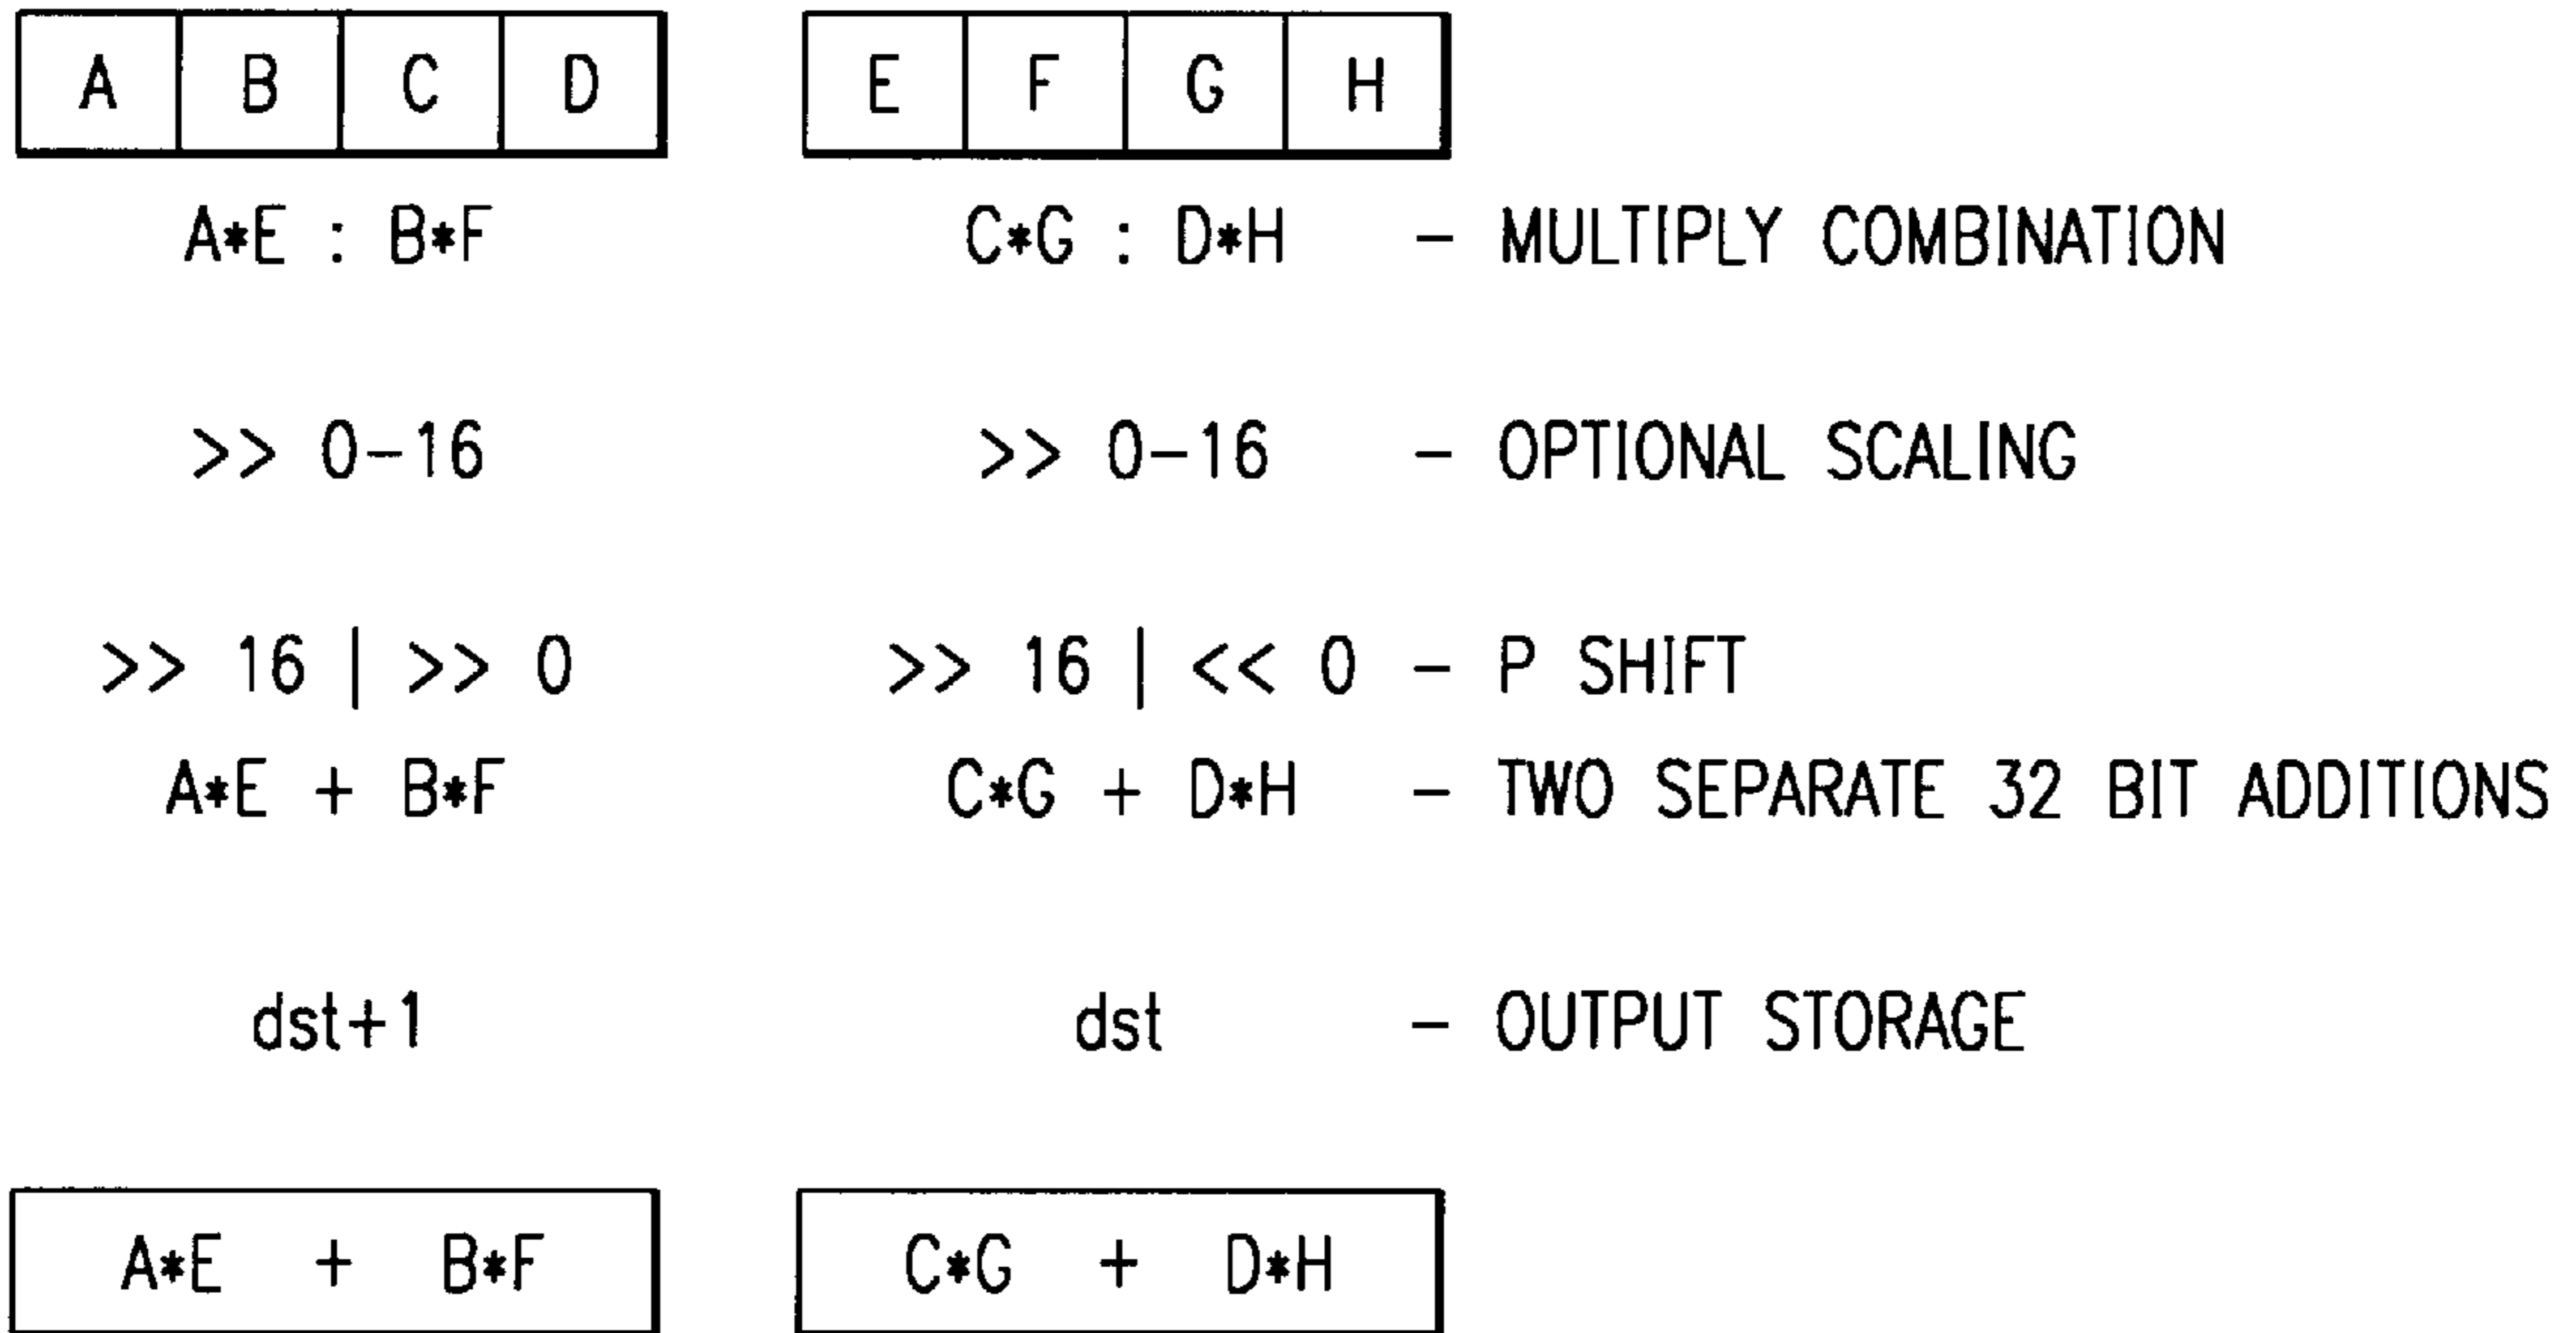 A B C D E F G H
A*E : B*F C*G : D*H – MULTIPLY COMBINATION
>> 0–16 >> 0–16 – OPTIONAL SCALING
>> 16 | >> 0 >> 16 | << 0 – P SHIFT
A*E + B*F C*G + D*H – TWO SEPARATE 32 BIT ADDITIONS
dst+1 dst – OUTPUT STORAGE
A*E + B*F C*G + D*H